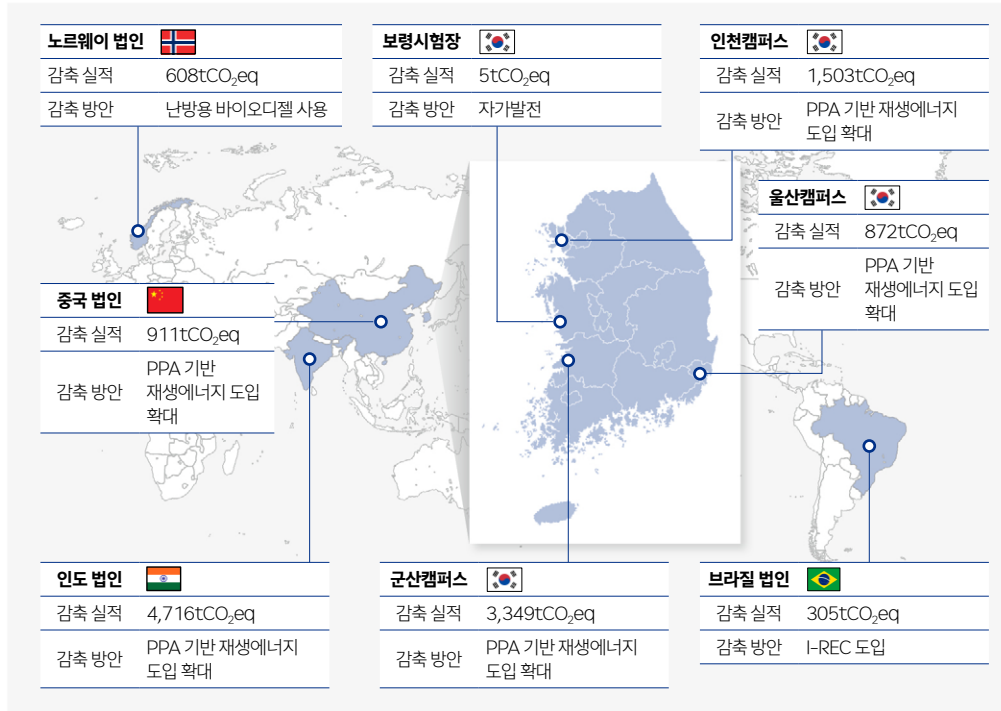 노르웨이 법인
감축 실적 608tCO₂eq
감축 방안 난방용 바이오디젤 사용
보령시험장
감축 실적 5tCO₂eq
감축 방안 자가발전
인천캠퍼스
감축 실적 1,503tCO₂eq
감축 방안 PPA 기반 재생에너지
도입 확대
울산캠퍼스
감축 실적 872tCO₂eq
감축 방안 PPA 기반
재생에너지 도입
확대
중국 법인
감축 실적 911tCO₂eq
감축 방안 PPA 기반
재생에너지 도입
확대
인도 법인
감축 실적 4,716tCO₂eq
감축 방안 PPA 기반 재생에너지
도입 확대
군산캠퍼스
감축 실적 3,349tCO₂eq
감축 방안 PPA 기반 재생에너지
도입 확대
브라질 법인
감축 실적 305tCO₂eq
감축 방안 I-REC 도입